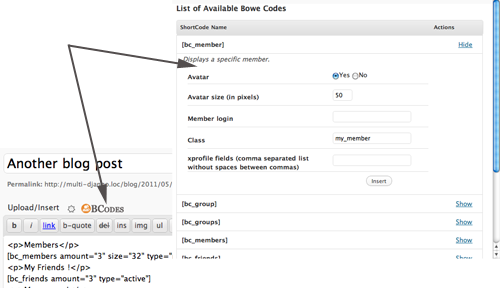 List of Available Bowe Codes
ShortCode Name Actions
[bc_member] Hide
Displays a specific member.
Avatar Yes No
Avatar size (in pixels) 50
Member login
Class my_member
xprofile fields (comma separated list
without spaces between commas)
Insert
[bc_group] Show
[bc_groups] Show
[bc_members] Show
[bc_friends] Show
Another blog post
Permalink: http://multi-django.loc/blog/2011/05/
Upload/Insert BCODES
b i link b-quote del ins img ul
<p>Members</p>
[bc_members amount="3" size="32" type="
<p>My Friends !</p>
[bc_friends amount="3" type="active"]